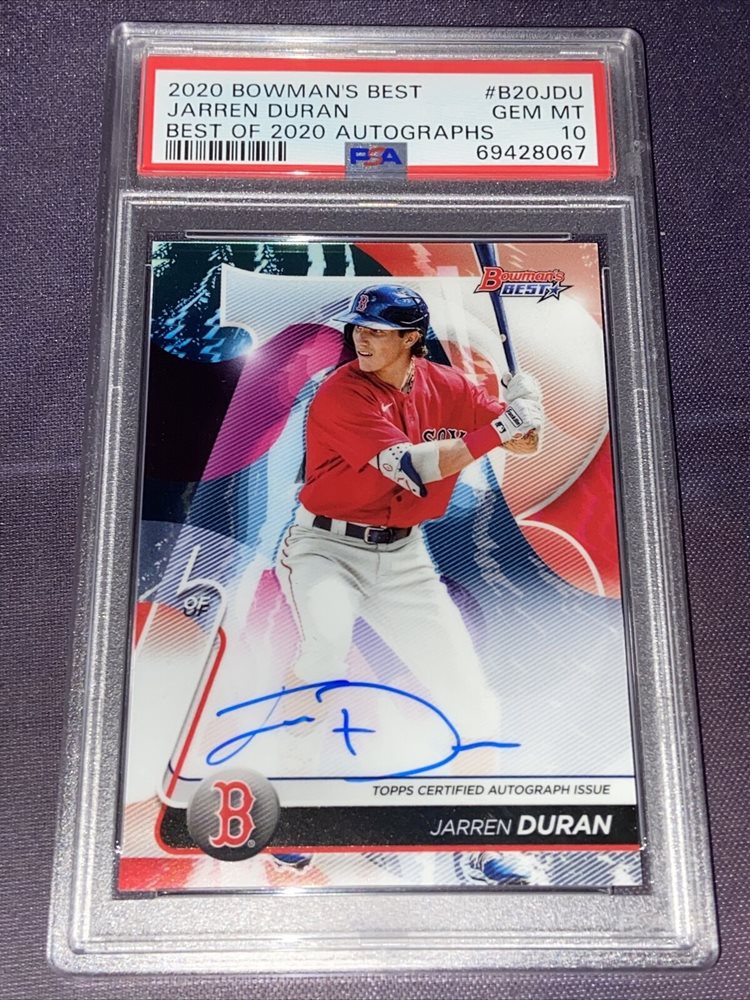 2020 BOWMAN'S BEST #B20JDU
JARREN DURAN GEM MT
BEST OF 2020 AUTOGRAPHS 10
PSA 69428067
Bowman's
BEST
B
SOX
OF
TOPPS CERTIFIED AUTOGRAPH ISSUE
B
JARREN DURAN